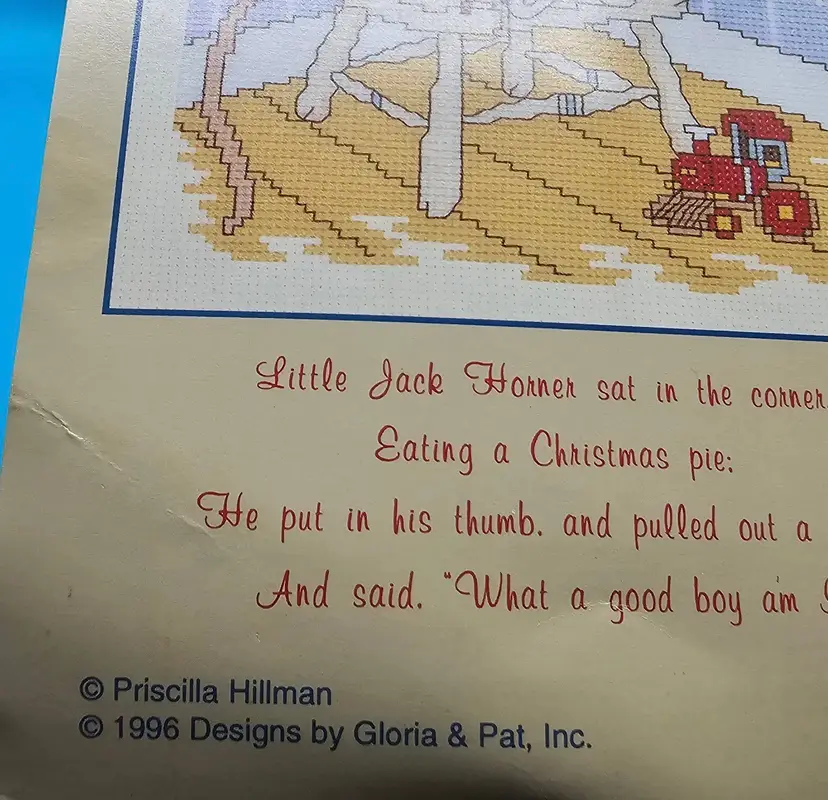 Little Jack Horner sat in the corner,
Eating a Christmas pie:
He put in his thumb. and pulled out a
And said. "What a good boy am
© Priscilla Hillman
© 1996 Designs by Gloria & Pat, Inc.